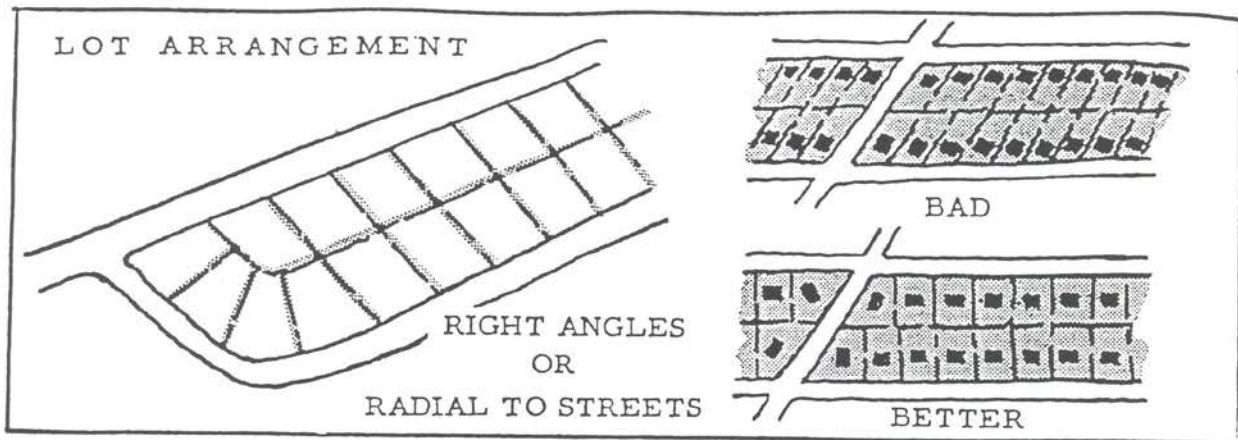 LOT ARRANGEMENT
RIGHT ANGLES
OR
RADIAL TO STREETS
BAD
BETTER